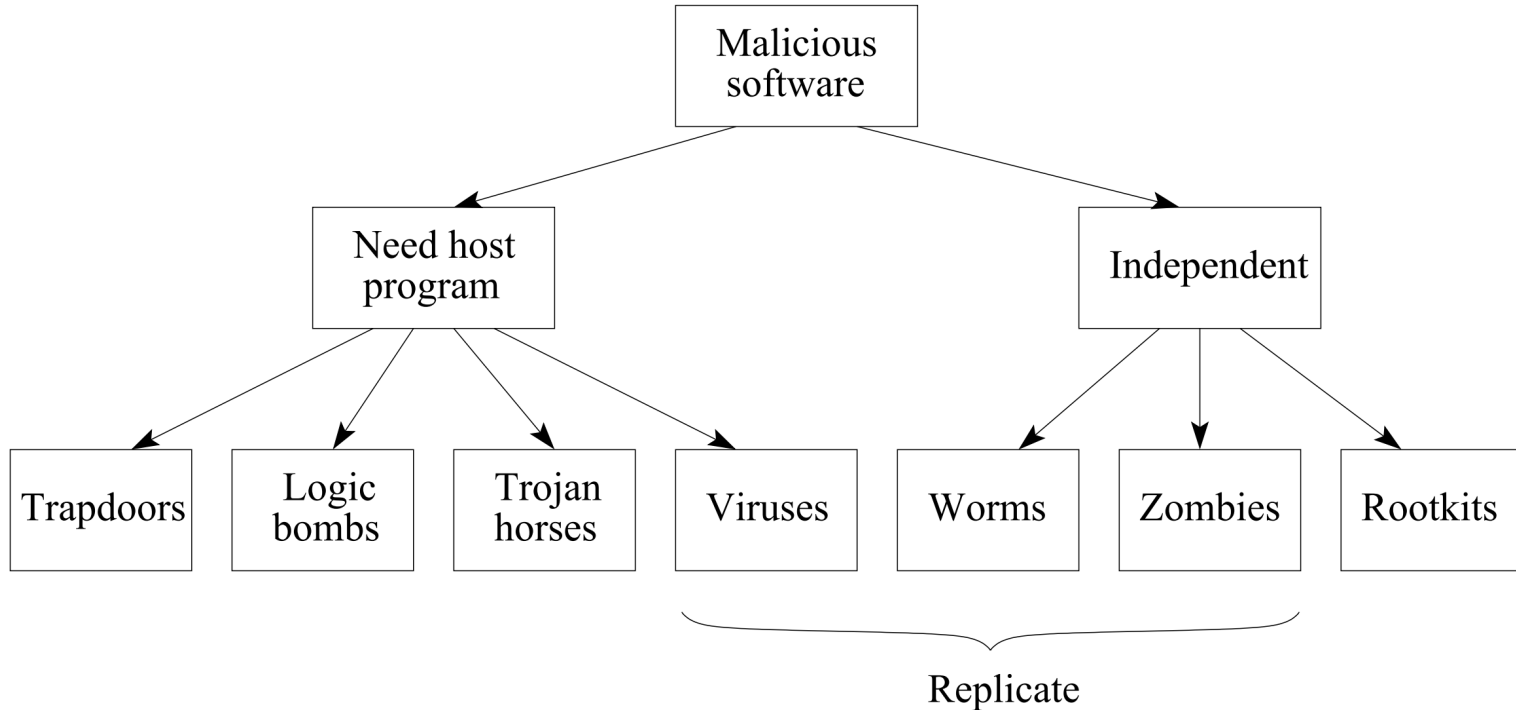 Malicious
software
Need host
program
Independent
Trapdoors
Logic
bombs
Trojan
horses
Viruses
Worms
Zombies
Rootkits
Replicate